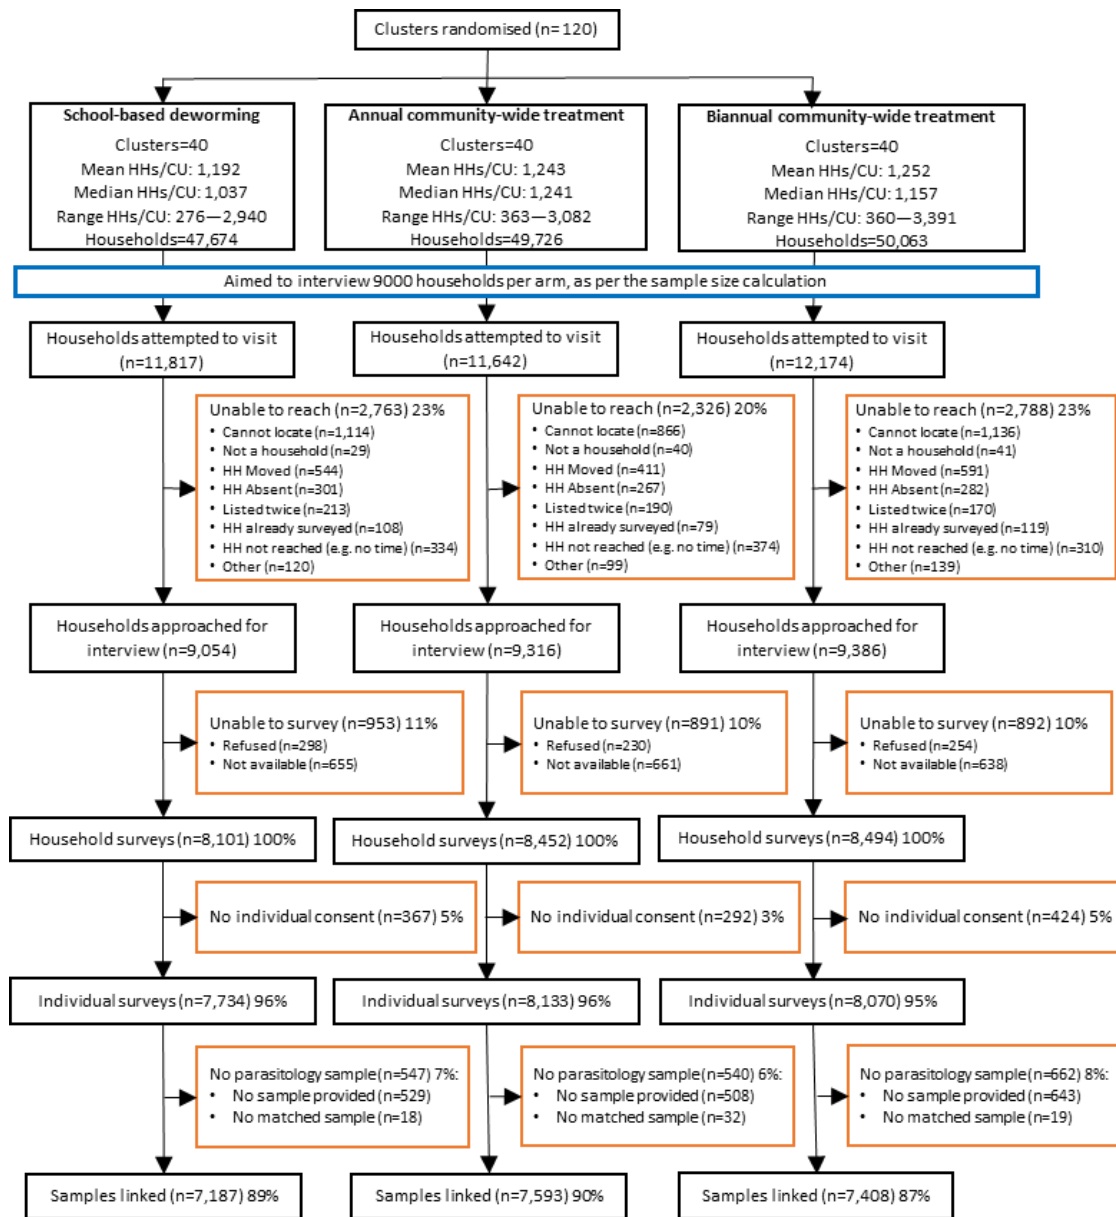 Clusters randomised (n=120)
School-based deworming
Clusters=40
Mean HHs/CU: 1,192
Median HHs/CU: 1,037
Range HHs/CU: 276—2,940
Households=47,674
Annual community-wide treatment
Clusters=40
Mean HHs/CU: 1,243
Median HHs/CU: 1,241
Range HHs/CU: 363—3,082
Households=49,726
Biannual community-wide treatment
Clusters=40
Mean HHs/CU: 1,252
Median HHs/CU: 1,157
Range HHs/CU: 360—3,391
Households=50,063
Aimed to interview 9000 households per arm, as per the sample size calculation
Households attempted to visit
(n=11,817)
Households attempted to visit
(n=11,642)
Households attempted to visit
(n=12,174)
Unable to reach (n=2,763) 23%
• Cannot locate (n=1,114)
• Not a household (n=29)
• HH Moved (n=544)
• HH Absent (n=301)
• Listed twice (n=213)
• HH already surveyed (n=108)
• HH not reached (e.g. no time) (n=334)
• Other (n=120)
Unable to reach (n=2,326) 20%
• Cannot locate (n=866)
• Not a household (n=40)
• HH Moved (n=411)
• HH Absent (n=267)
• Listed twice (n=190)
• HH already surveyed (n=79)
• HH not reached (e.g. no time) (n=374)
• Other (n=99)
Unable to reach (n=2,788) 23%
• Cannot locate (n=1,136)
• Not a household (n=41)
• HH Moved (n=591)
• HH Absent (n=282)
• Listed twice (n=170)
• HH already surveyed (n=119)
• HH not reached (e.g. no time) (n=310)
• Other (n=139)
Households approached for
interview (n=9,054)
Households approached for
interview (n=9,316)
Households approached for
interview (n=9,386)
Unable to survey (n=953) 11%
• Refused (n=298)
• Not available (n=655)
Unable to survey (n=891) 10%
• Refused (n=230)
• Not available (n=661)
Unable to survey (n=892) 10%
• Refused (n=254)
• Not available (n=638)
Household surveys (n=8,101) 100%
Household surveys (n=8,452) 100%
Household surveys (n=8,494) 100%
No individual consent (n=367) 5%
No individual consent (n=292) 3%
No individual consent (n=424) 5%
Individual surveys (n=7,734) 96%
Individual surveys (n=8,133) 96%
Individual surveys (n=8,070) 95%
No parasitology sample (n=547) 7%:
• No sample provided (n=529)
• No matched sample (n=18)
No parasitology sample (n=540) 6%:
• No sample provided (n=508)
• No matched sample (n=32)
No parasitology sample (n=662) 8%:
• No sample provided (n=643)
• No matched sample (n=19)
Samples linked (n=7,187) 89%
Samples linked (n=7,593) 90%
Samples linked (n=7,408) 87%